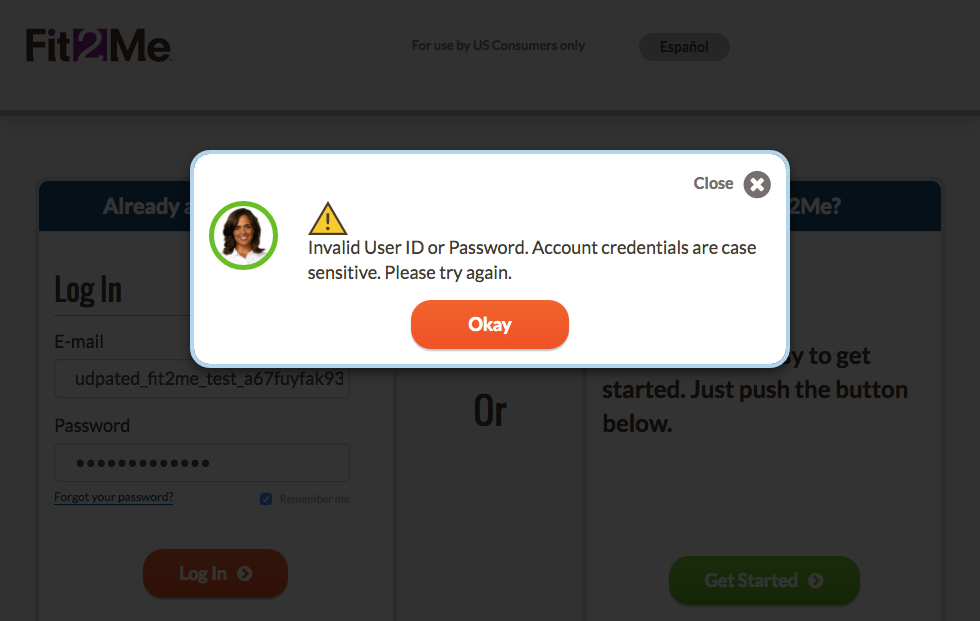 Fit2Me
For use by US Consumers only
Español
Close
Already a
2Me?
Invalid User ID or Password. Account credentials are case
sensitive. Please try again.
Okay
Log In
E-mail
udpated_fit2me_test_a67fuyfak93
Password
•••••••••••••
Forgot your password?
Remember me
Log In
Or
y to get
started. Just push the button
below.
Get Started